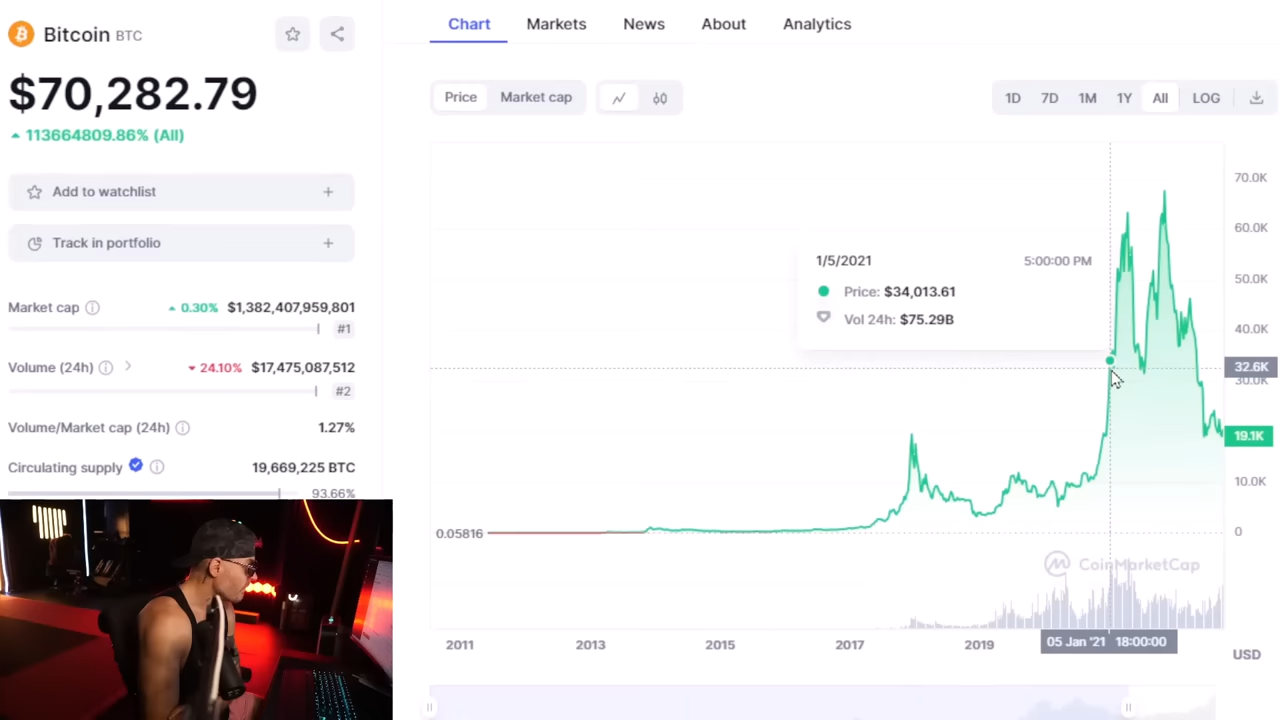 Bitcoin BTC
$70,282.79
113664809.86% (All)
Add to watchlist +
Track in portfolio +
Market cap 0.30% $1,382,407,959,801
#1
Volume (24h) 24.10% $17,475,087,512
#2
Volume/Market cap (24h) 1.27%
Circulating supply 19,669,225 BTC
93.66%
Chart Markets News About Analytics
Price Market cap
1D 7D 1M 1Y All LOG
1/5/2021 5:00:00 PM
Price: $34,013.61
Vol 24h: $75.29B
70.0K
60.0K
50.0K
40.0K
32.6K
30.0K
19.1K
10.0K
0
0.05816
CoinMarketCap
2011 2013 2015 2017 2019 05 Jan '21 18:00:00
USD